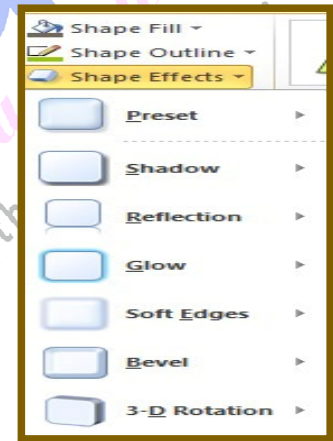 Shape Fill
Shape Outline
Shape Effects
Preset
Shadow
Reflection
Glow
Soft Edges
Bevel
3-D Rotation